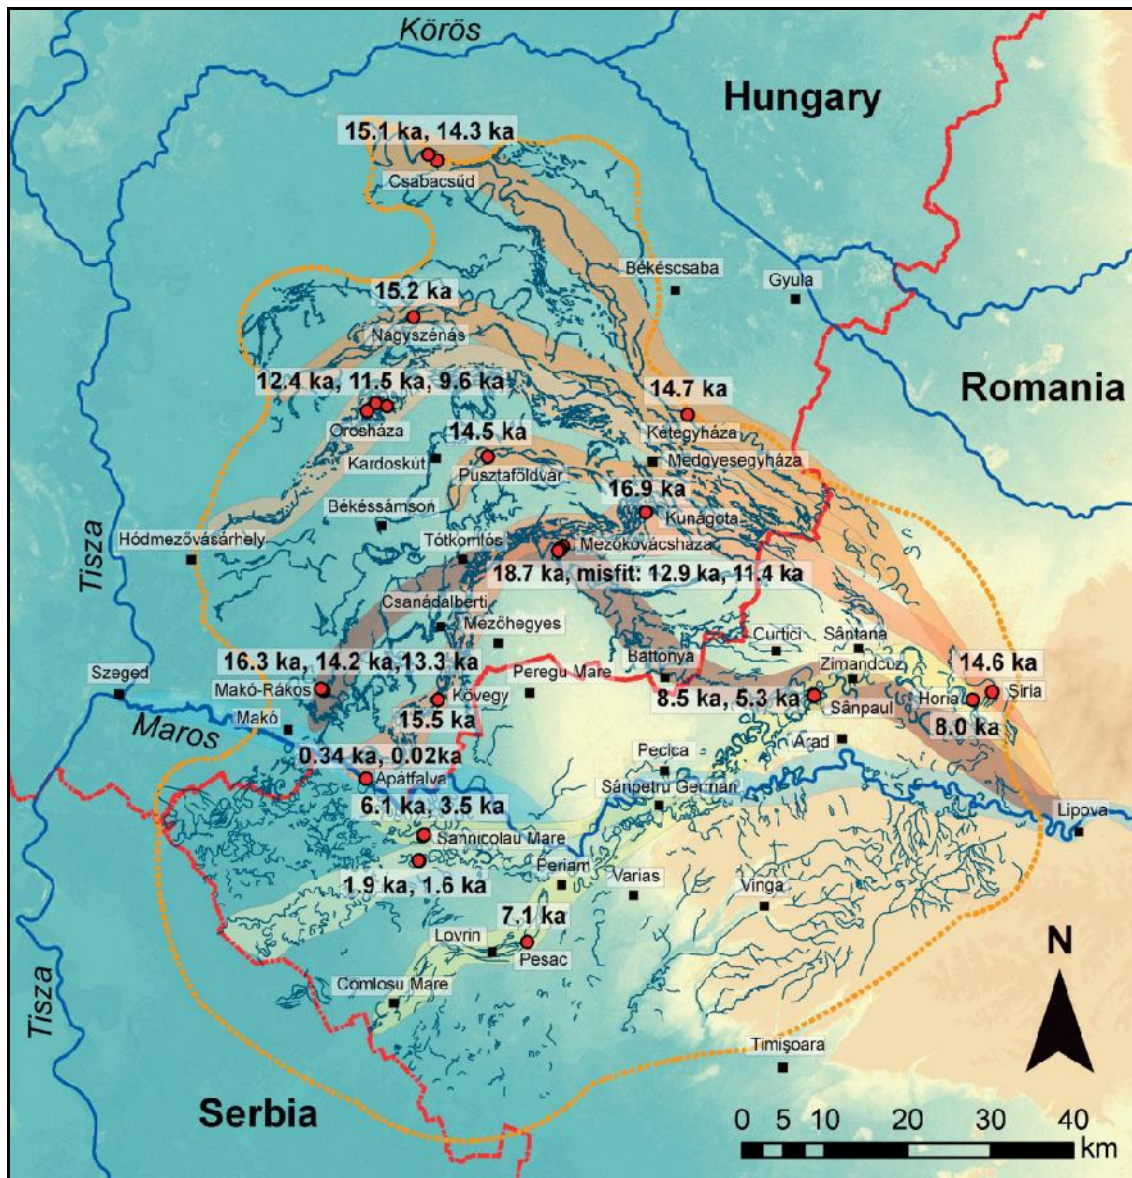 Körös
Hungary
15.1 ka, 14.3 ka
Csabacsűd
Békéscsaba
Gyula
15.2 ka
Nagyszénás
Romania
12.4 ka, 11.5 ka, 9.6 ka
14.7 ka
Orosháza
Kétegyháza
14.5 ka
Kardoskút
Pusztaföldvár
Medgyesegyháza
16.9 ka
Békéssámson
Kunágota
Tisza
Hódmezővásárhely
Tótkomlós
Mezőkovácsháza
18.7 ka, misfit: 12.9 ka, 11.4 ka
Csanádalberti
Mezőhegyes
Curtici
Sântana
Battonya
Zimandcuz
Szeged
16.3 ka, 14.2 ka,13.3 ka
Peregu Mare
14.6 ka
Makó-Rákos
Kövegy
8.5 ka, 5.3 ka
Sânpaul
Horia
Şiria
Maros
Makó
15.5 ka
8.0 ka
Arad
0.34 ka, 0.02ka
Pecica
Apátfalva
Sânpetru German
6.1 ka, 3.5 ka
Lipova
Sannicolau Mare
Periam
1.9 ka, 1.6 ka
Varias
Vinga
7.1 ka
N
Lovrin
Pesac
Comlosu Mare
Tisza
Timişoara
Serbia
0 5 10 20 30 40
km